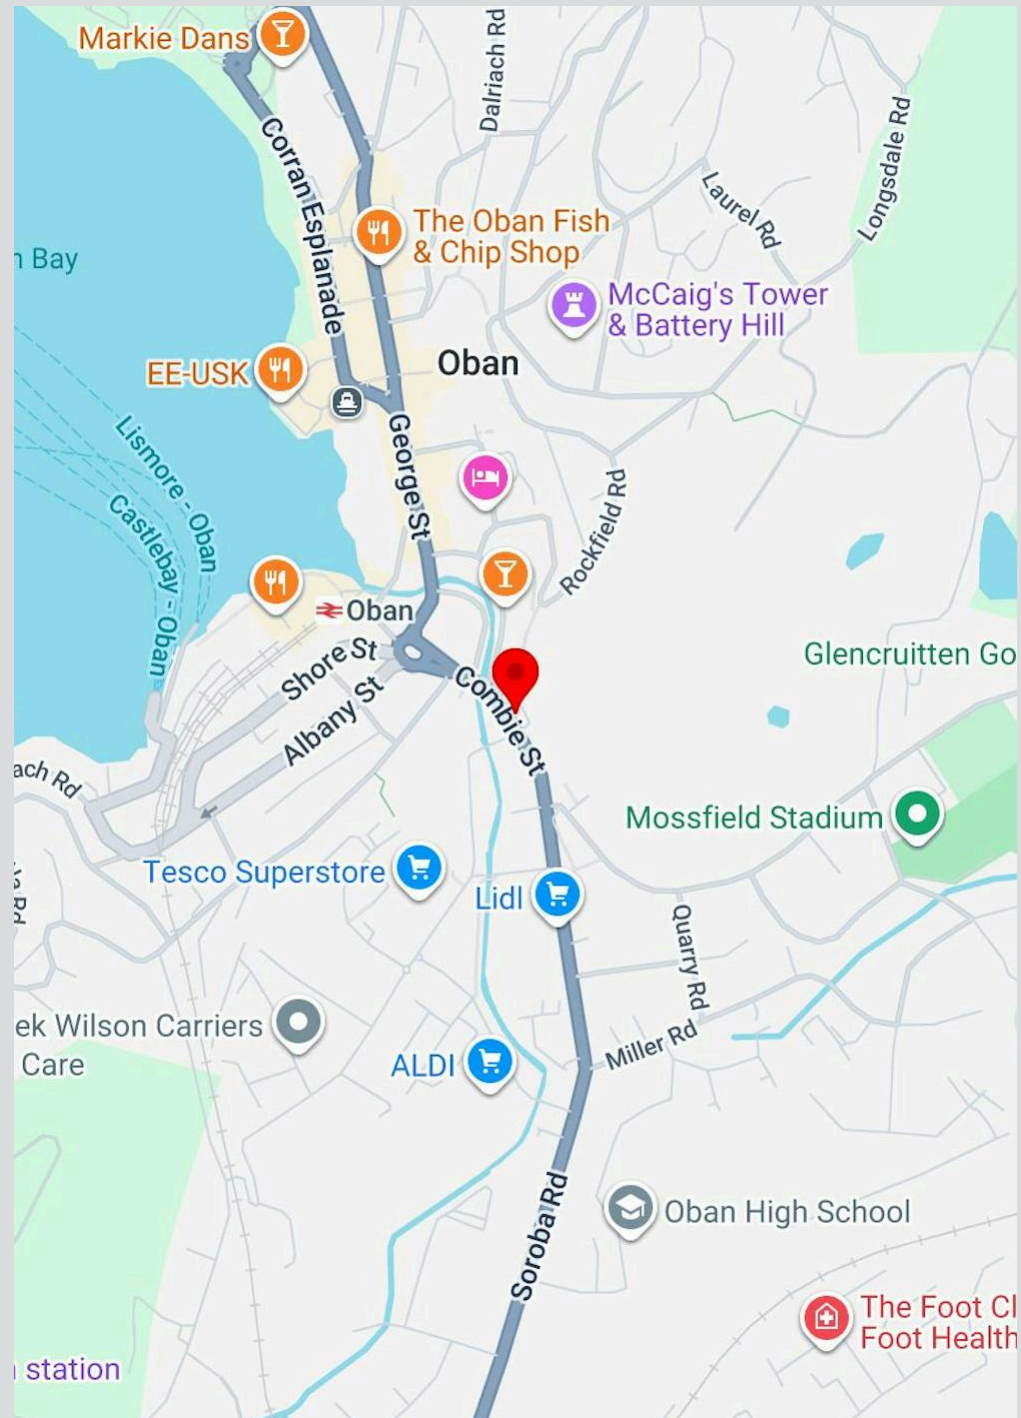 Markie Dans
Dalriach Rd
Longsdale Rd
Corran Esplanade
Laurel Rd
The Oban Fish
& Chip Shop
Bay
McCaig's Tower
& Battery Hill
Oban
EE-USK
George St
Lismore - Oban
Castlebay - Oban
Rockfield Rd
Oban
Shore St
Albany St
Combie St
Glencruitten Go
ach Rd
Mossfield Stadium
Tesco Superstore
Lidl
Rd
Quarry Rd
ek Wilson Carriers
Care
Miller Rd
ALDI
Soroba Rd
Oban High School
The Foot Cl
Foot Health
station